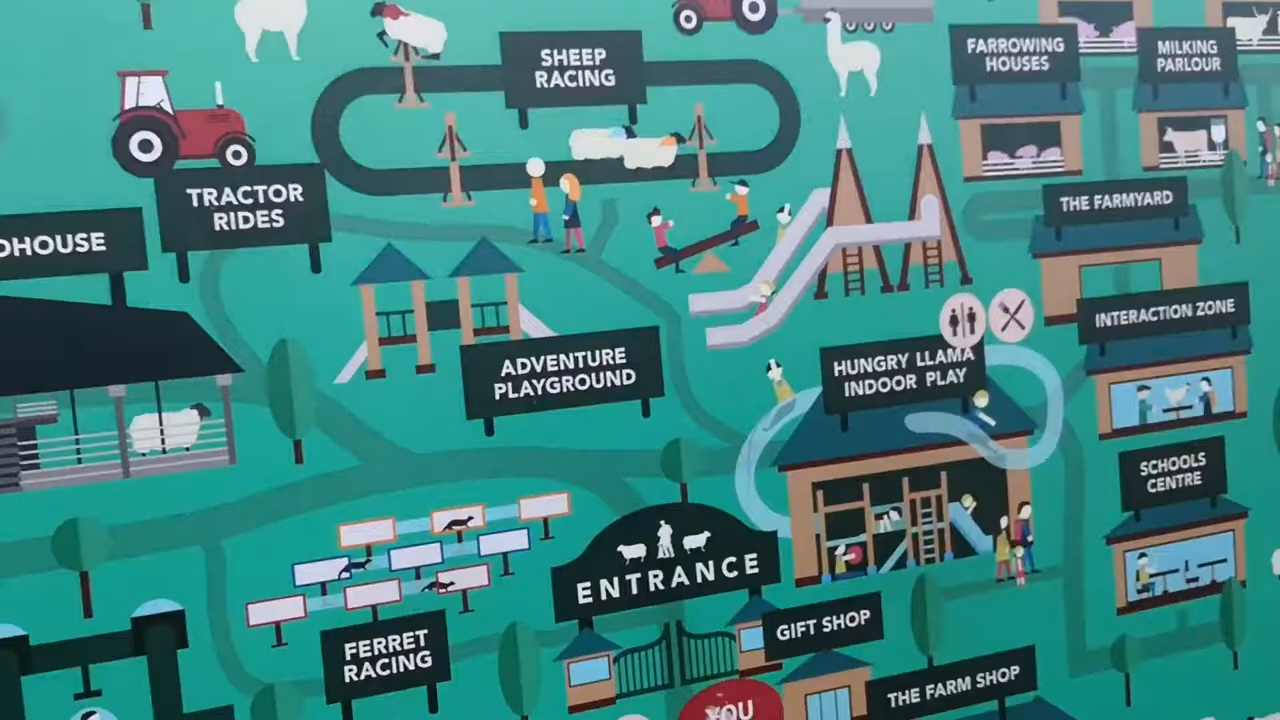 SHEEP
RACING
FARROWING
HOUSES
MILKING
PARLOUR
TRACTOR
RIDES
THE FARMYARD
DHOUSE
INTERACTION ZONE
ADVENTURE
PLAYGROUND
HUNGRY LLAMA
INDOOR PLAY
SCHOOLS
CENTRE
ENTRANCE
FERRET
RACING
GIFT SHOP
THE FARM SHOP
YOU